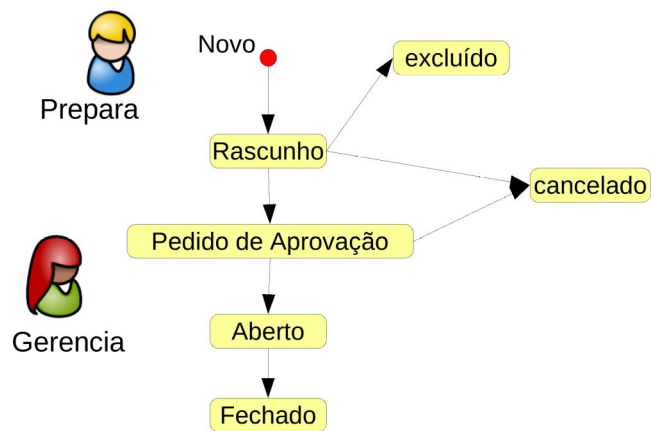 Novo
excluído
Prepara
Rascunho
cancelado
Pedido de Aprovação
Gerencia
Aberto
Fechado